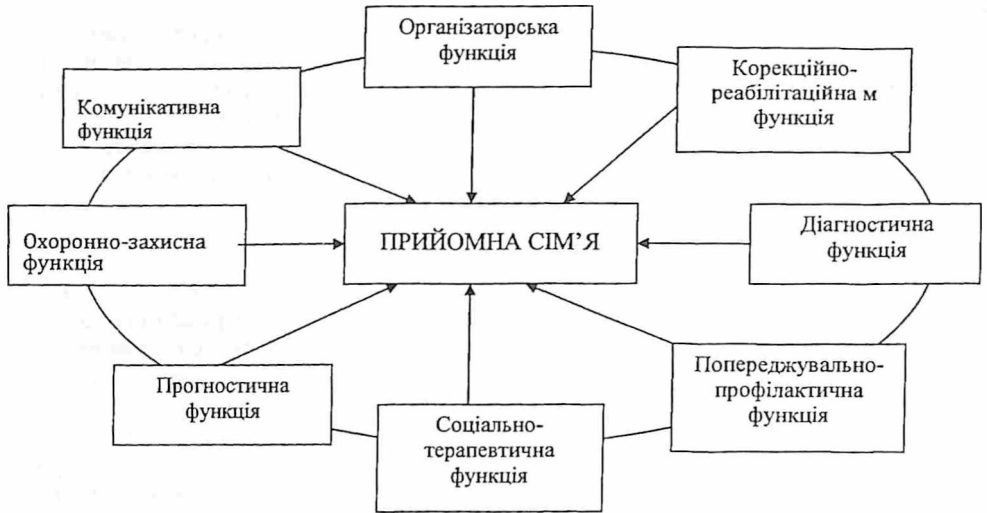 Організаторська
функція
Корекційно-
реабілітаційна м
функція
Комунікативна
функція
Охоронно-захисна
функція
ПРИЙОМНА СІМ’Я
Діагностична
функція
Прогностична
функція
Соціально-
терапевтична
функція
Попереджувально-
профілактична
функція